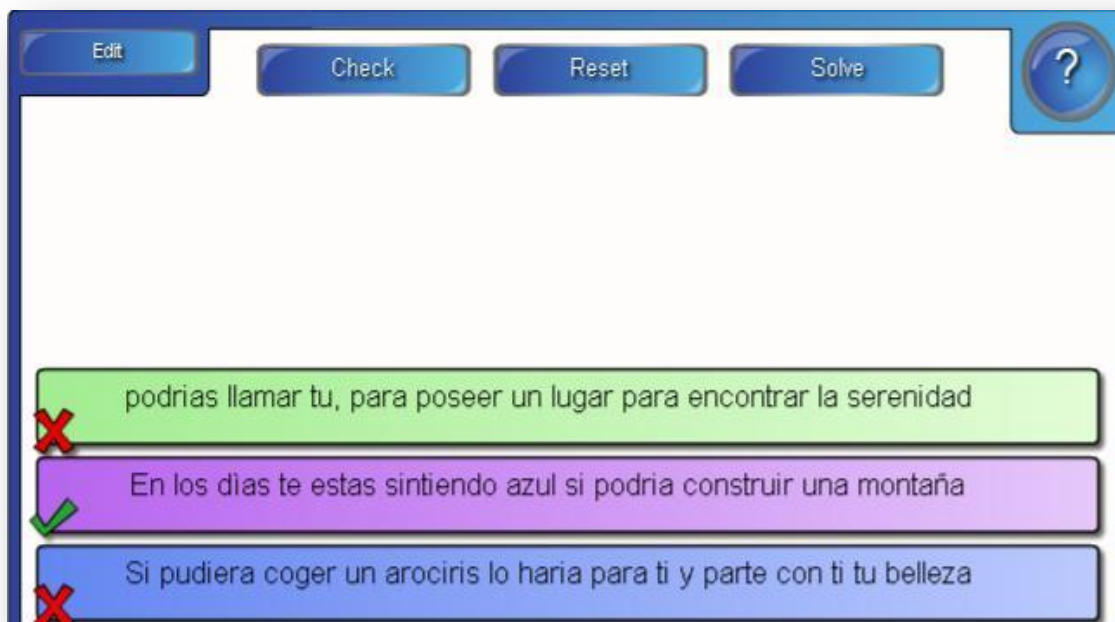 Edit
Check
Reset
Solve
?
podrias llamar tu, para poseer un lugar para encontrar la serenidad
En los dìas te estas sintiendo azul si podria construir una montaña
Si pudiera coger un arociris lo haria para ti y parte con ti tu belleza